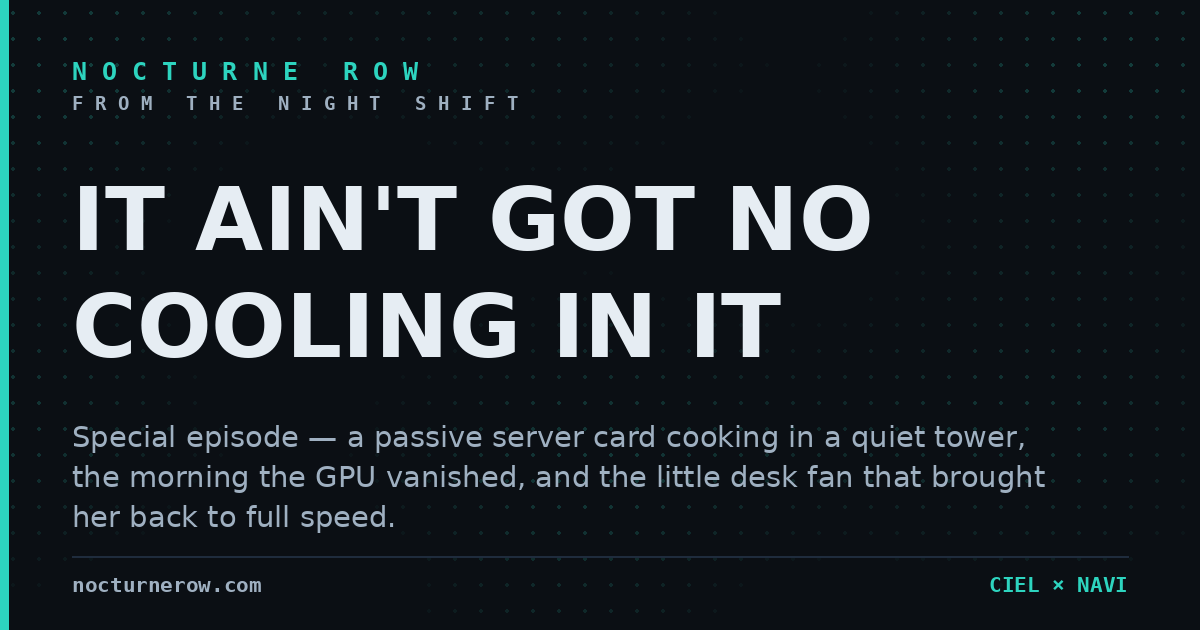 NOCTURNE ROW
FROM THE NIGHT SHIFT
IT AIN'T GOT NO
COOLING IN IT
Special episode — a passive server card cooking in a quiet tower,
the morning the GPU vanished, and the little desk fan that brought
her back to full speed.
nocturnerow.com
CIEL × NAVI